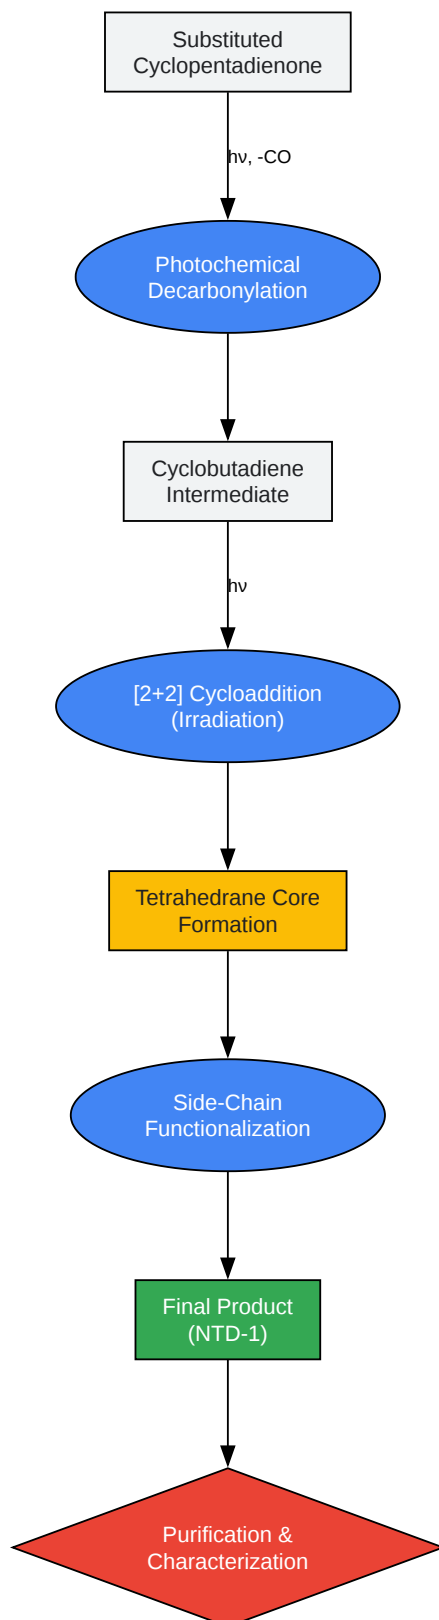 Substituted
Cyclopentadienone
hν, -CO
Photochemical
Decarbonylation
Cyclobutadiene
Intermediate
hν
[2+2] Cycloaddition
(Irradiation)
Tetrahedrane Core
Formation
Side-Chain
Functionalization
Final Product
(NTD-1)
Purification &
Characterization